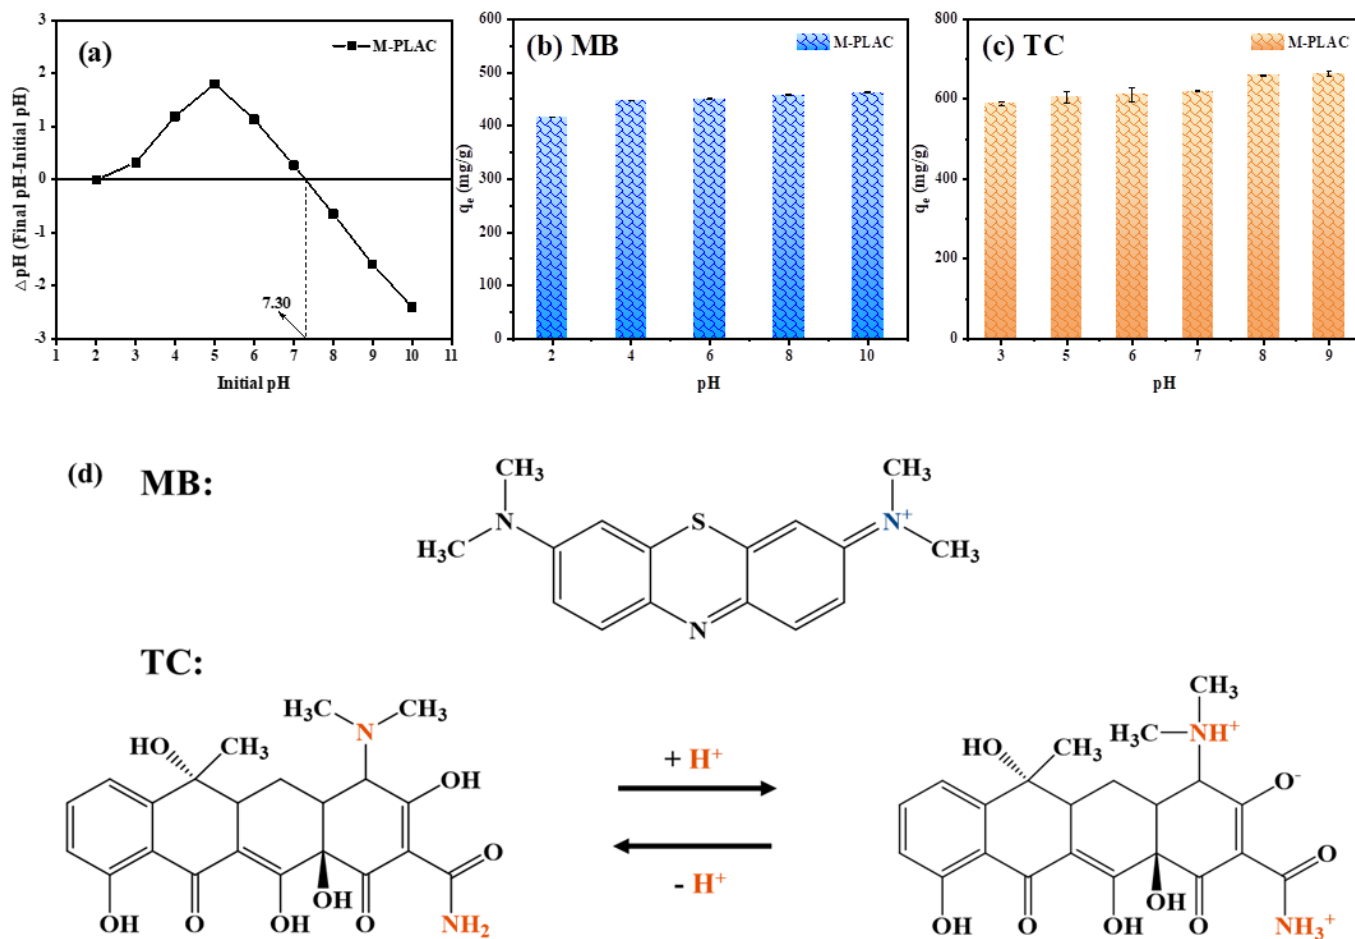 (a)
M-PLAC
△pH (Final pH-Initial pH)
3
2
1
0
-1
-2
-3
7.30
1 2 3 4 5 6 7 8 9 10 11
Initial pH
(b) MB
M-PLAC
qₑ (mg/g)
600
500
400
300
200
100
0
2 4 6 8 10
pH
(c) TC
M-PLAC
qₑ (mg/g)
800
600
400
200
0
3 5 6 7 8 9
pH
(d) MB:
CH₃
CH₃
N
S
N⁺
H₃C
CH₃
N
TC:
H₃C
CH₃
N
HO
CH₃
OH
O
OH
O
OH
OH
O
NH₂
+ H⁺
- H⁺
CH₃
H₃C
NH⁺
HO
CH₃
O⁻
O
OH
O
OH
OH
O
NH₃⁺